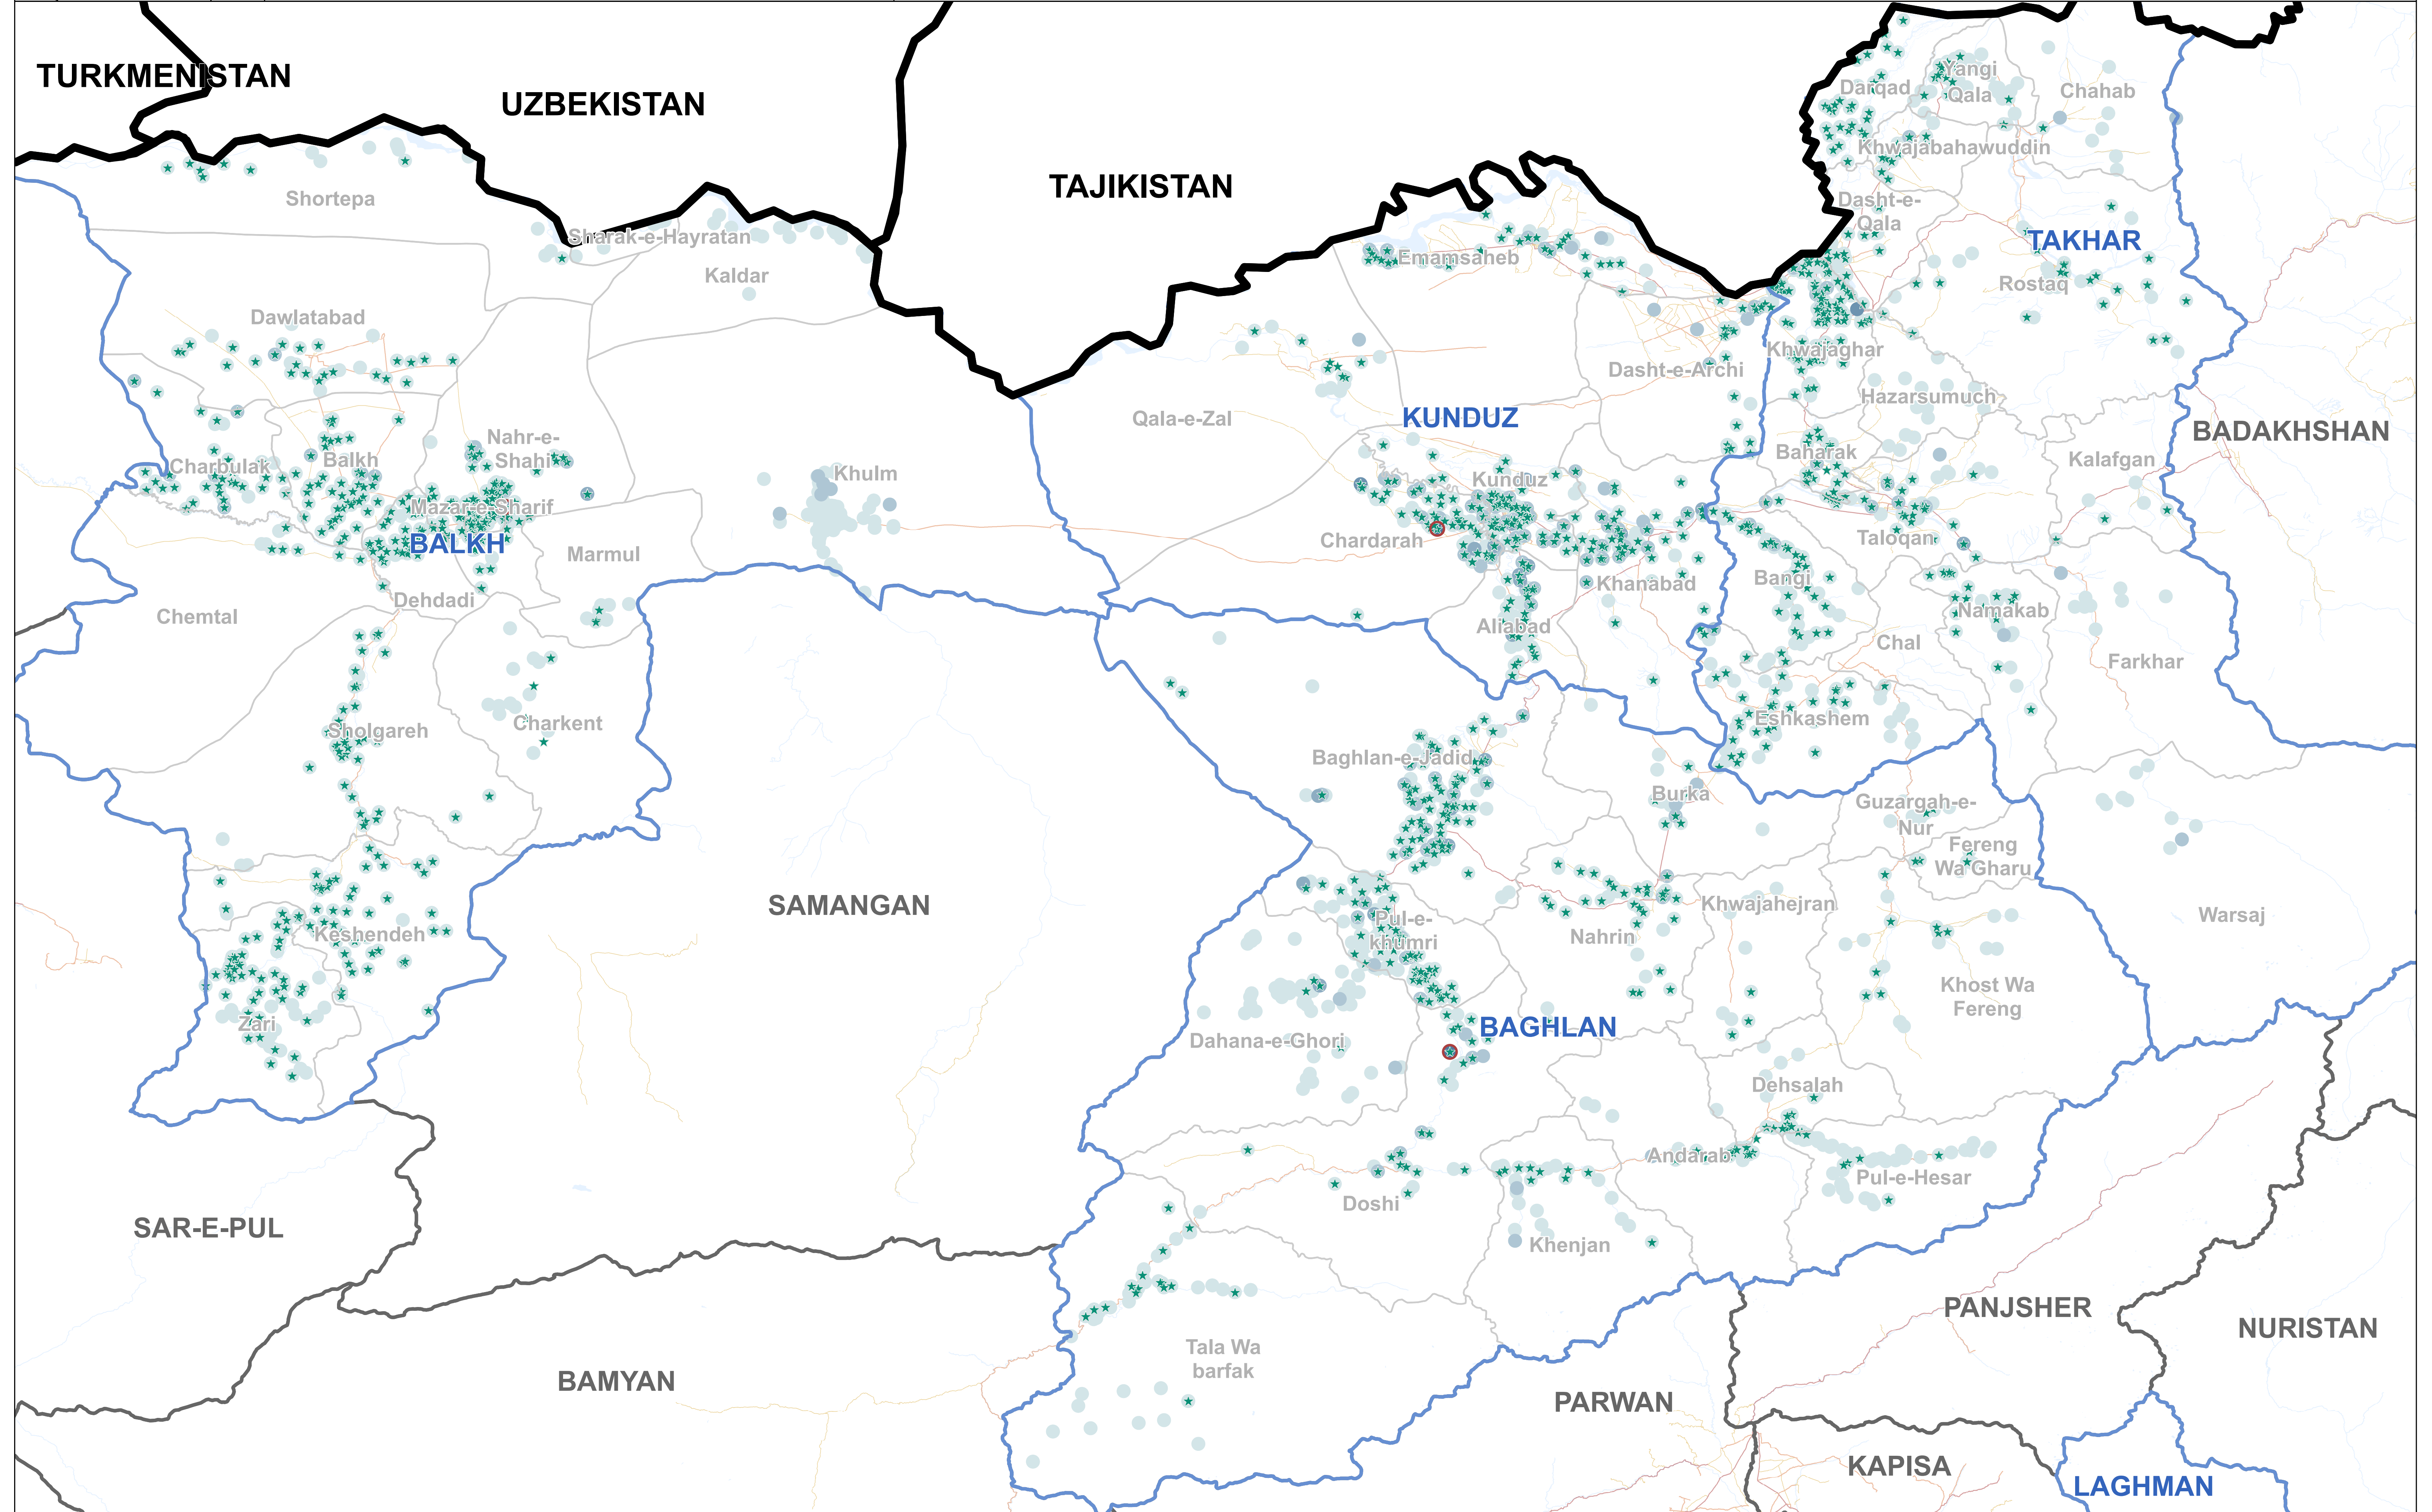 TURKMENISTAN
UZBEKISTAN
TAJIKISTAN
Darqad
Yangi
Qala
Chahab
Khwajabahawuddin
Shortepa
Dasht-e-
Qala
Sharak-e-Hayratan
TAKHAR
Emamsaheb
Kaldar
Rostaq
Dawlatabad
Khwajaghar
Dasht-e-Archi
Hazarsumuch
Qala-e-Zal
KUNDUZ
BADAKHSHAN
Nahr-e-
Shahi
Charbulak
Balkh
Khulm
Baharak
Kalafgan
Kunduz
Mazar-e-Sharif
BALKH
Marmul
Chardarah
Taloqan
Khanabad
Bangi
Dehdadi
Chemtal
Aliabad
Namakab
Chal
Farkhar
Sholgareh
Charkent
Eshkashem
Baghlan-e-Jadid
Burka
Guzargah-e-
Nur
Fereng
Wa Gharu
SAMANGAN
Khwajahejran
Warsaj
Keshendeh
Pul-e-
khumri
Nahrin
Khost Wa
Fereng
Zari
BAGHLAN
Dahana-e-Ghori
Dehsalah
Andarab
Pul-e-Hesar
Doshi
SAR-E-PUL
Khenjan
PANJSHER
NURISTAN
Tala Wa
barfak
BAMYAN
PARWAN
KAPISA
LAGHMAN